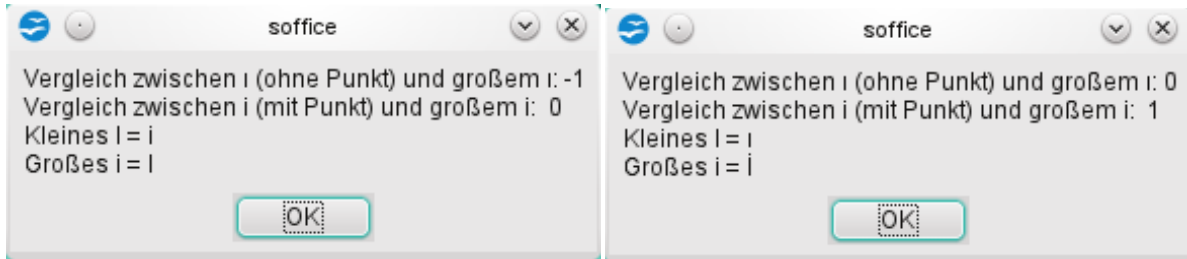 soffice
Vergleich zwischen ı (ohne Punkt) und großem ı: -1
Vergleich zwischen i (mit Punkt) und großem i:  0
Kleines I = i
Großes i = I
OK
soffice
Vergleich zwischen ı (ohne Punkt) und großem ı: 0
Vergleich zwischen i (mit Punkt) und großem i:  1
Kleines I = ı
Großes i = İ
OK